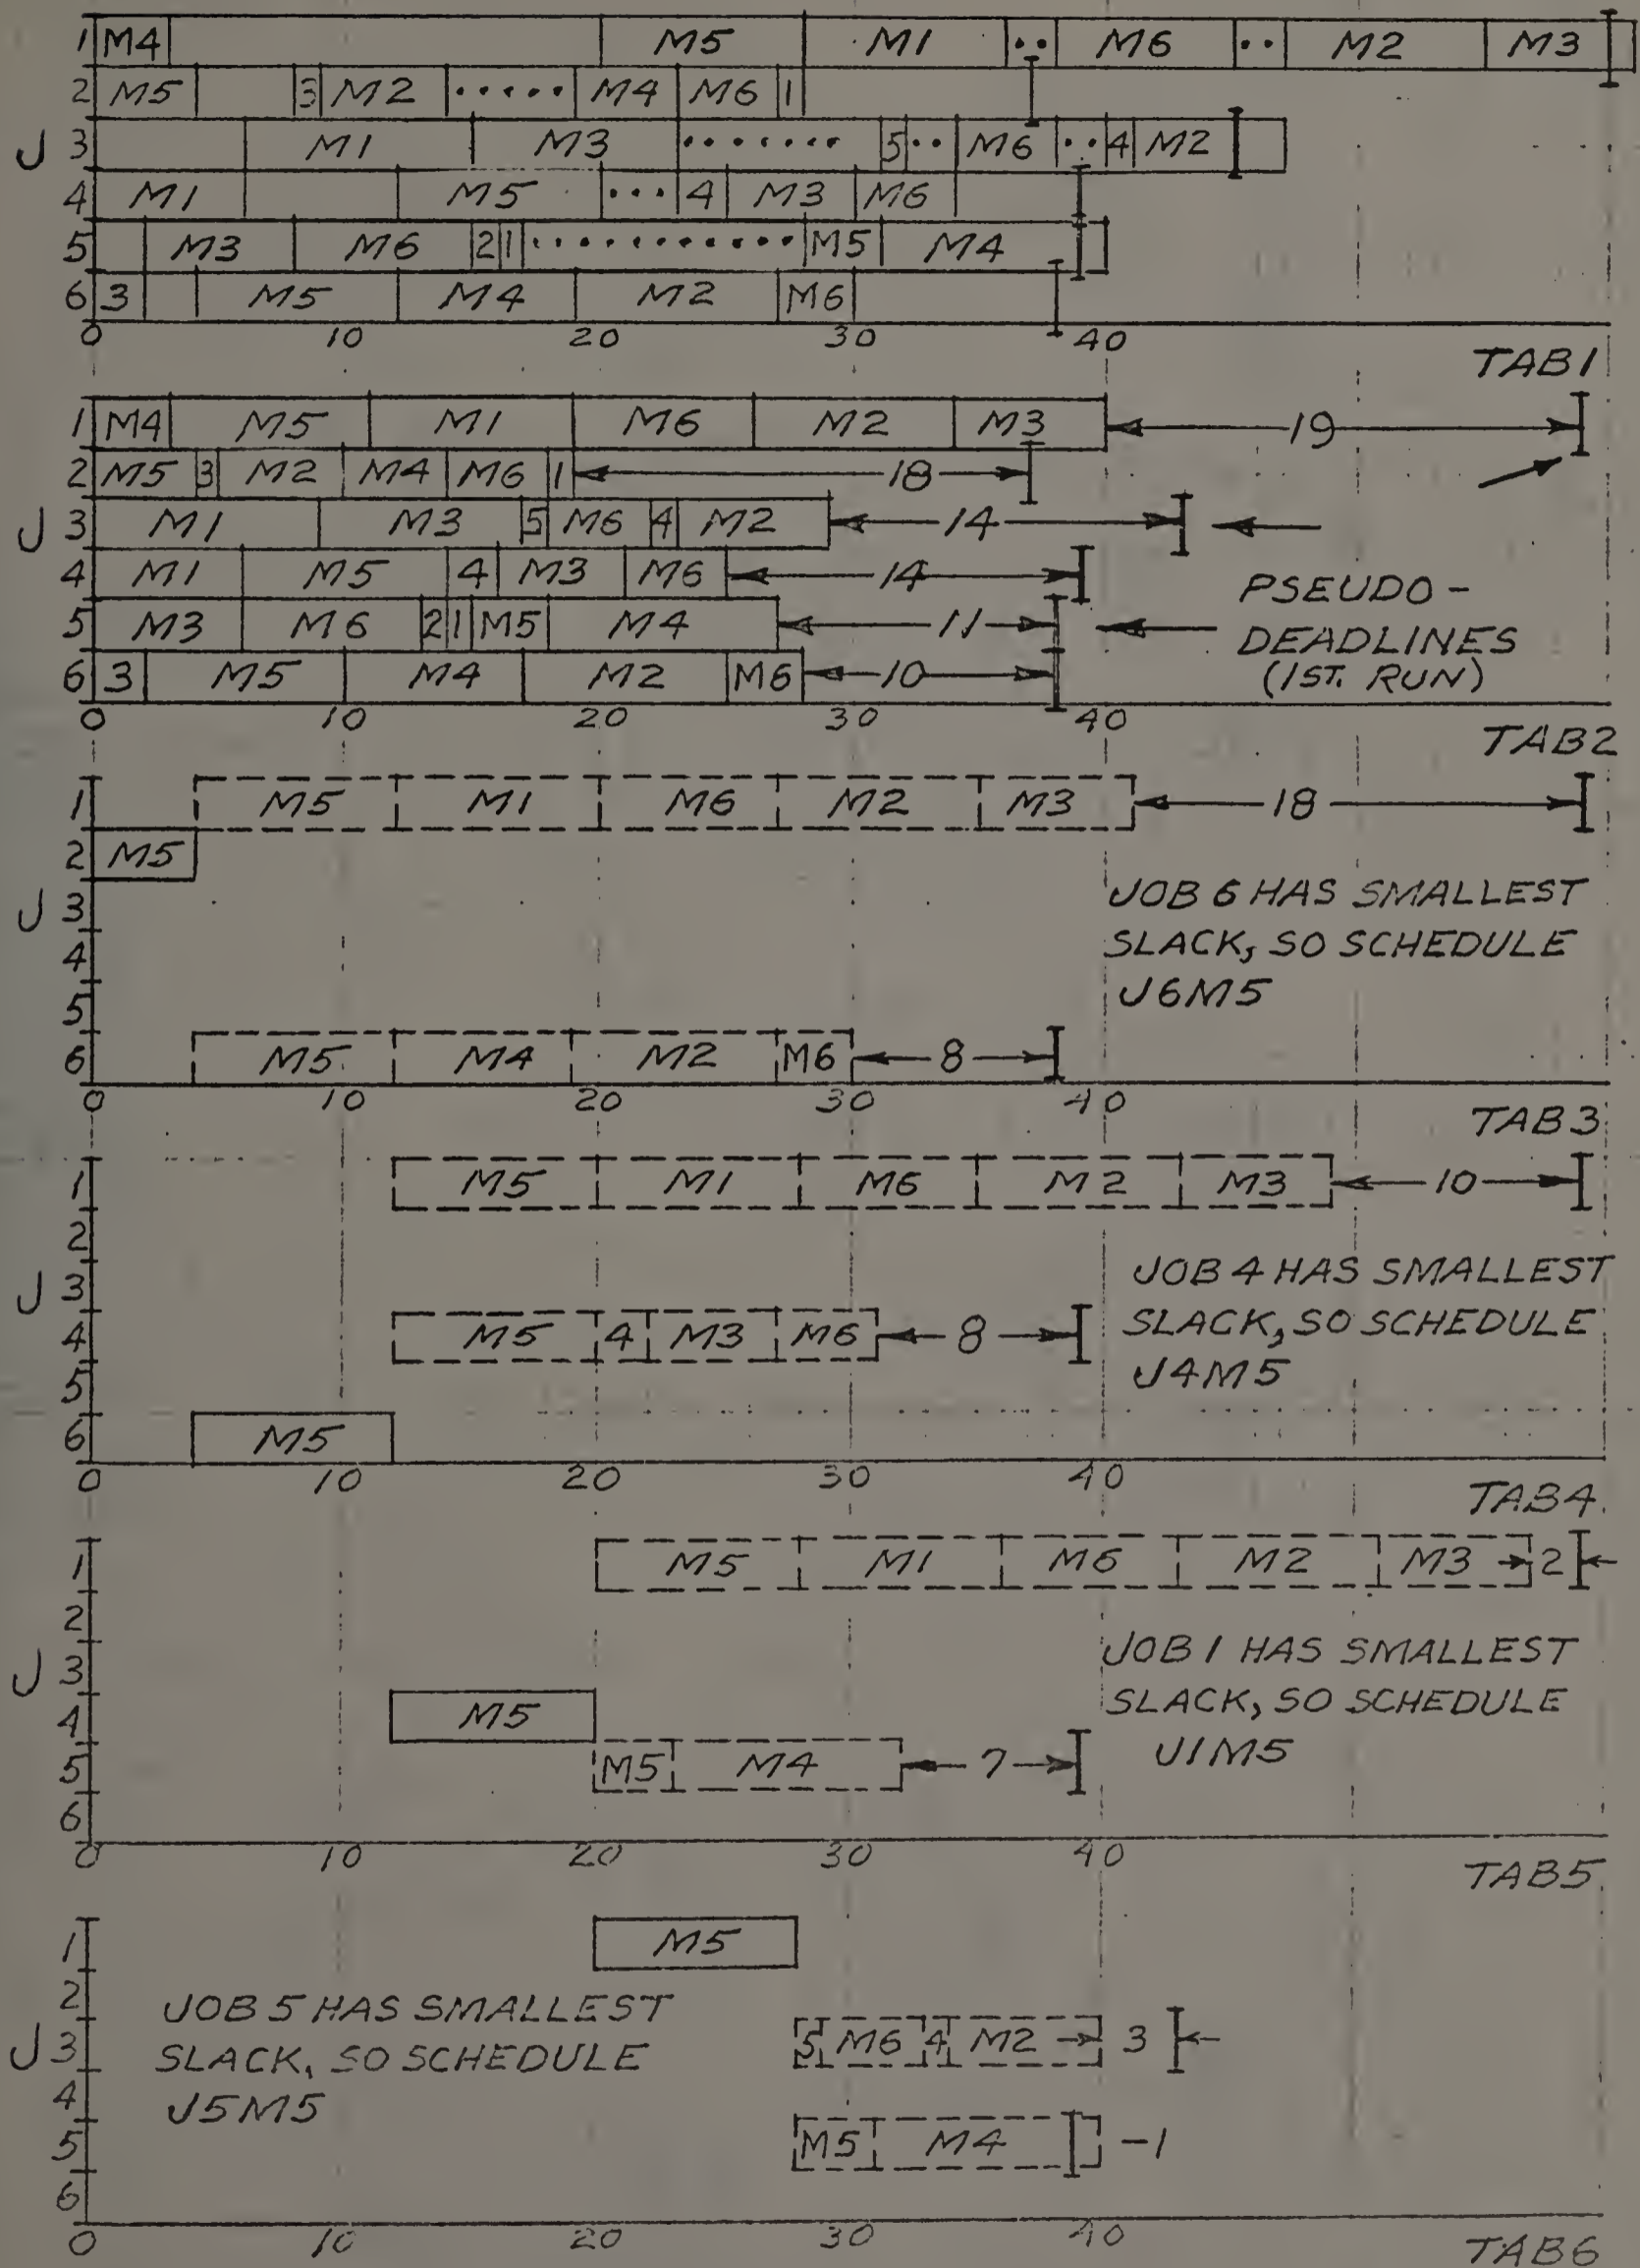 1 M4 M5 M1 •• M6 •• M2 M3
2 M5 3 M2 ••••• M4 M6 1
J 3 M1 M3 ••••••• 5 •• M6 •• 4 M2
4 M1 M5 ••• 4 M3 M6
5 M3 M6 2 1 ••••••••••• M5 M4
6 3 M5 M4 M2 M6
0 10 20 30 40
TAB1
1 M4 M5 M1 M6 M2 M3 19
2 M5 3 M2 M4 M6 1 18
J 3 M1 M3 5 M6 4 M2 14
4 M1 M5 4 M3 M6 14
PSEUDO-
5 M3 M6 2 1 M5 M4 11
DEADLINES
6 3 M5 M4 M2 M6 10
(1ST. RUN)
0 10 20 30 40
TAB2
1 M5 M1 M6 M2 M3 18
2 M5
J 3
4
5
JOB 6 HAS SMALLEST
SLACK, SO SCHEDULE
J6M5
6 M5 M4 M2 M6 8
0 10 20 30 40
TAB3
1 M5 M1 M6 M2 M3 10
2
J 3
JOB 4 HAS SMALLEST
SLACK, SO SCHEDULE
J4M5
4 M5 4 M3 M6 8
5
6 M5
0 10 20 30 40
TAB4
1 M5 M1 M6 M2 M3 2
2
J 3
JOB 1 HAS SMALLEST
SLACK, SO SCHEDULE
J1M5
4 M5
5 M5 M4 7
6
0 10 20 30 40
TAB5
1 M5
2
JOB 5 HAS SMALLEST
SLACK, SO SCHEDULE
J5M5
J 3 5 M6 4 M2 3
4
5 M5 M4 -1
6
0 10 20 30 40
TAB6